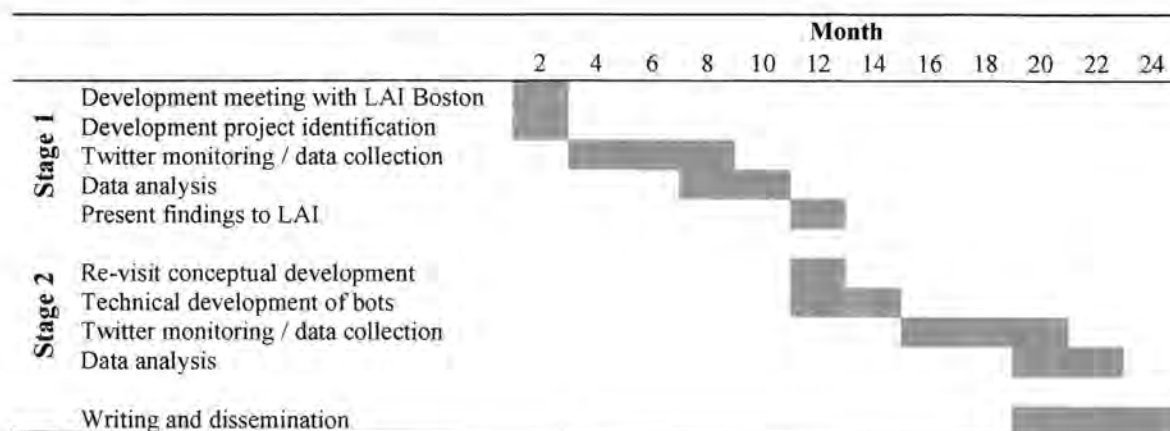 Month
2 4 6 8 10 12 14 16 18 20 22 24
Stage 1
Development meeting with LAI Boston
Development project identification
Twitter monitoring / data collection
Data analysis
Present findings to LAI
Stage 2
Re-visit conceptual development
Technical development of bots
Twitter monitoring / data collection
Data analysis
Writing and dissemination